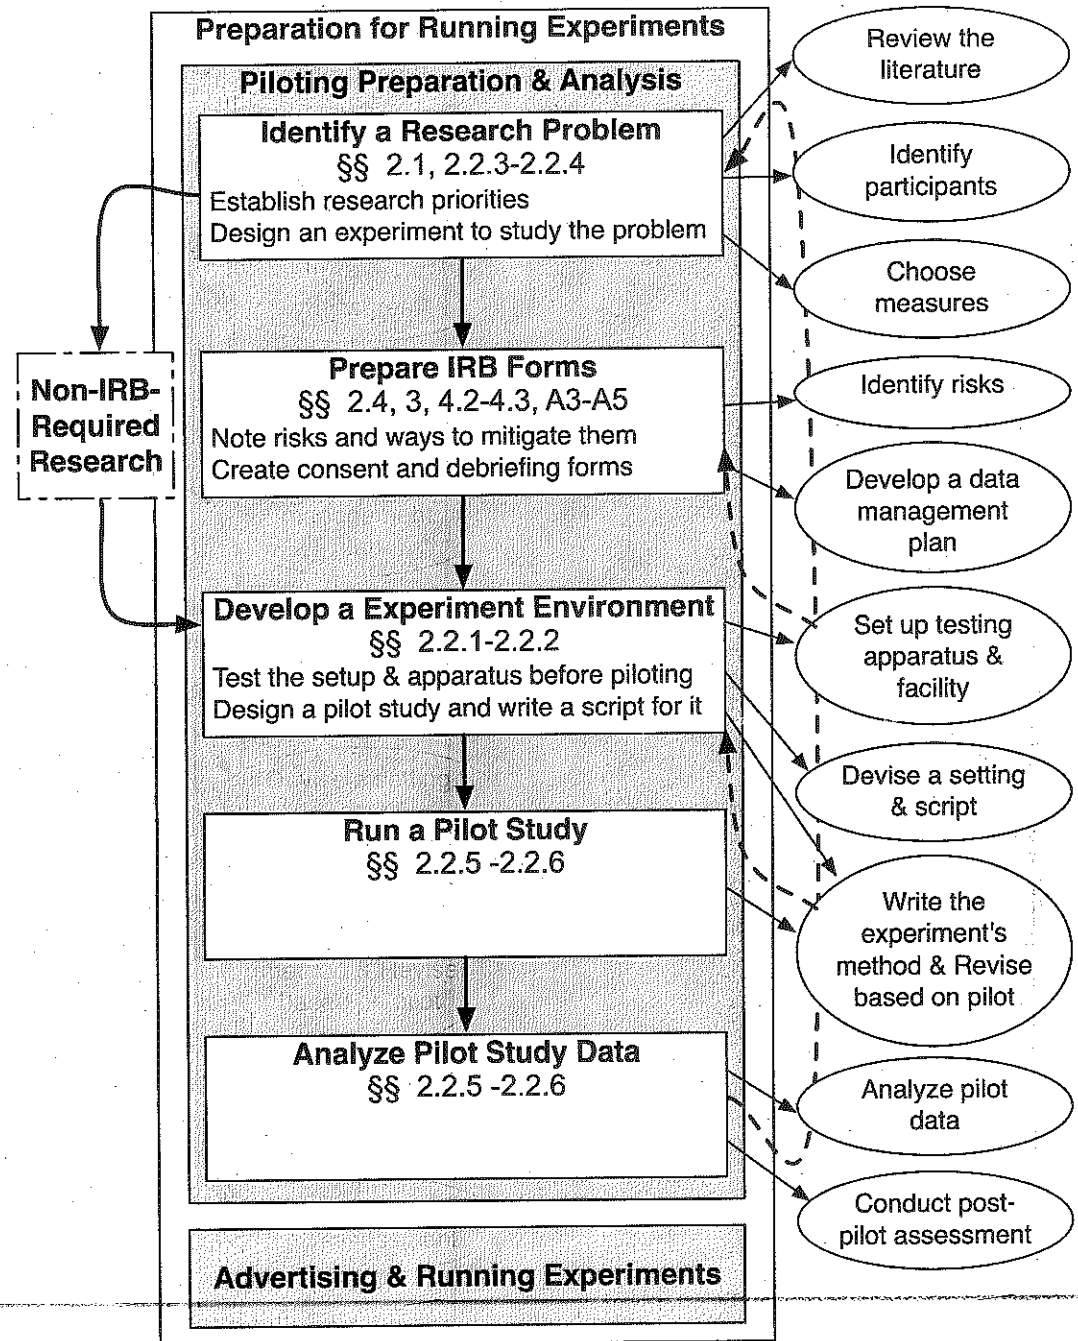 Preparation for Running Experiments
Piloting Preparation & Analysis
Identify a Research Problem
§§ 2.1, 2.2.3-2.2.4
Establish research priorities
Design an experiment to study the problem
Review the
literature
Identify
participants
Choose
measures
Non-IRB-
Required
Research
Prepare IRB Forms
§§ 2.4, 3, 4.2-4.3, A3-A5
Note risks and ways to mitigate them
Create consent and debriefing forms
Identify risks
Develop a data
management
plan
Develop a Experiment Environment
§§ 2.2.1-2.2.2
Test the setup & apparatus before piloting
Design a pilot study and write a script for it
Set up testing
apparatus &
facility
Devise a setting
& script
Run a Pilot Study
§§ 2.2.5 -2.2.6
Write the
experiment's
method & Revise
based on pilot
Analyze Pilot Study Data
§§ 2.2.5 -2.2.6
Analyze pilot
data
Conduct post-
pilot assessment
Advertising & Running Experiments